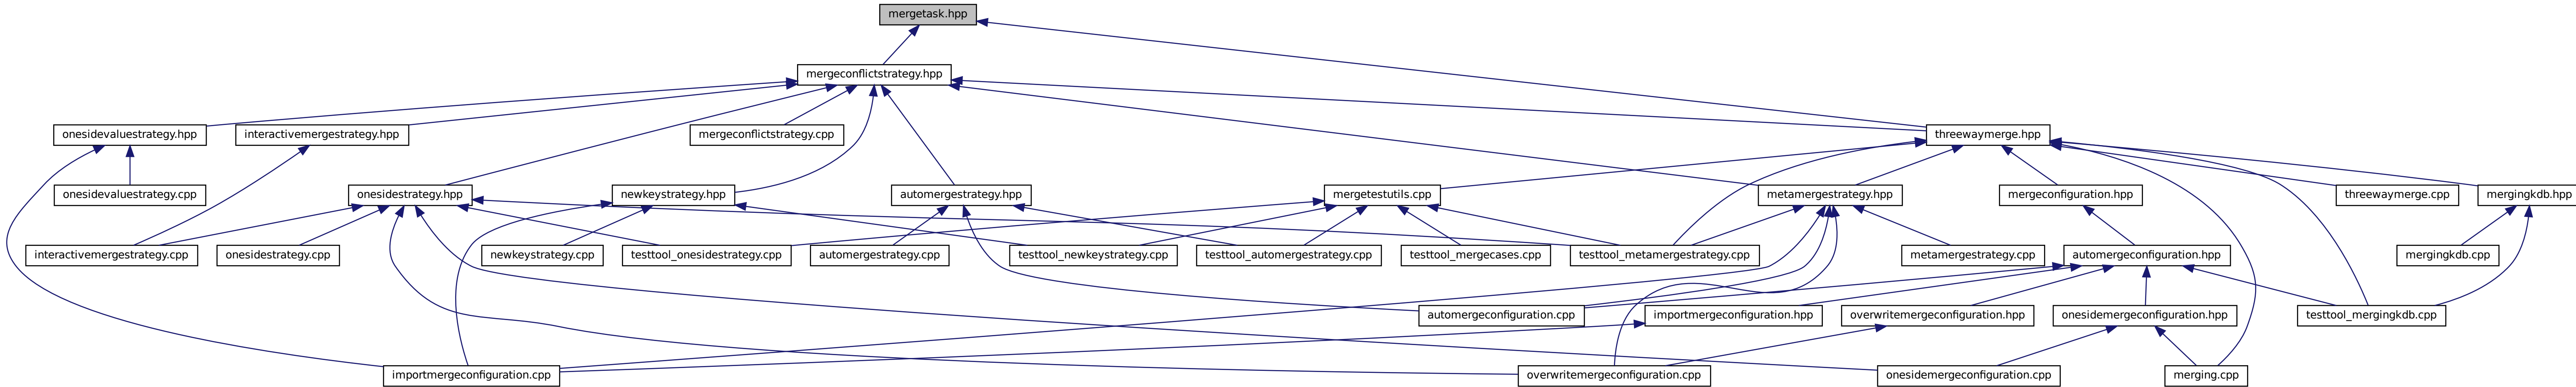 mergetask.hpp
mergeconflictstrategy.hpp
onesidevaluestrategy.hpp
interactivemergestrategy.hpp
mergeconflictstrategy.cpp
threewaymerge.hpp
onesidevaluestrategy.cpp
onesidestrategy.hpp
newkeystrategy.hpp
automergestrategy.hpp
mergetestutils.cpp
metamergestrategy.hpp
mergeconfiguration.hpp
threewaymerge.cpp
mergingkdb.hpp
interactivemergestrategy.cpp
onesidestrategy.cpp
newkeystrategy.cpp
testtool_onesidestrategy.cpp
automergestrategy.cpp
testtool_newkeystrategy.cpp
testtool_automergestrategy.cpp
testtool_mergecases.cpp
testtool_metamergestrategy.cpp
metamergestrategy.cpp
automergeconfiguration.hpp
mergingkdb.cpp
automergeconfiguration.cpp
importmergeconfiguration.hpp
overwritemergeconfiguration.hpp
onesidemergeconfiguration.hpp
testtool_mergingkdb.cpp
importmergeconfiguration.cpp
overwritemergeconfiguration.cpp
onesidemergeconfiguration.cpp
merging.cpp